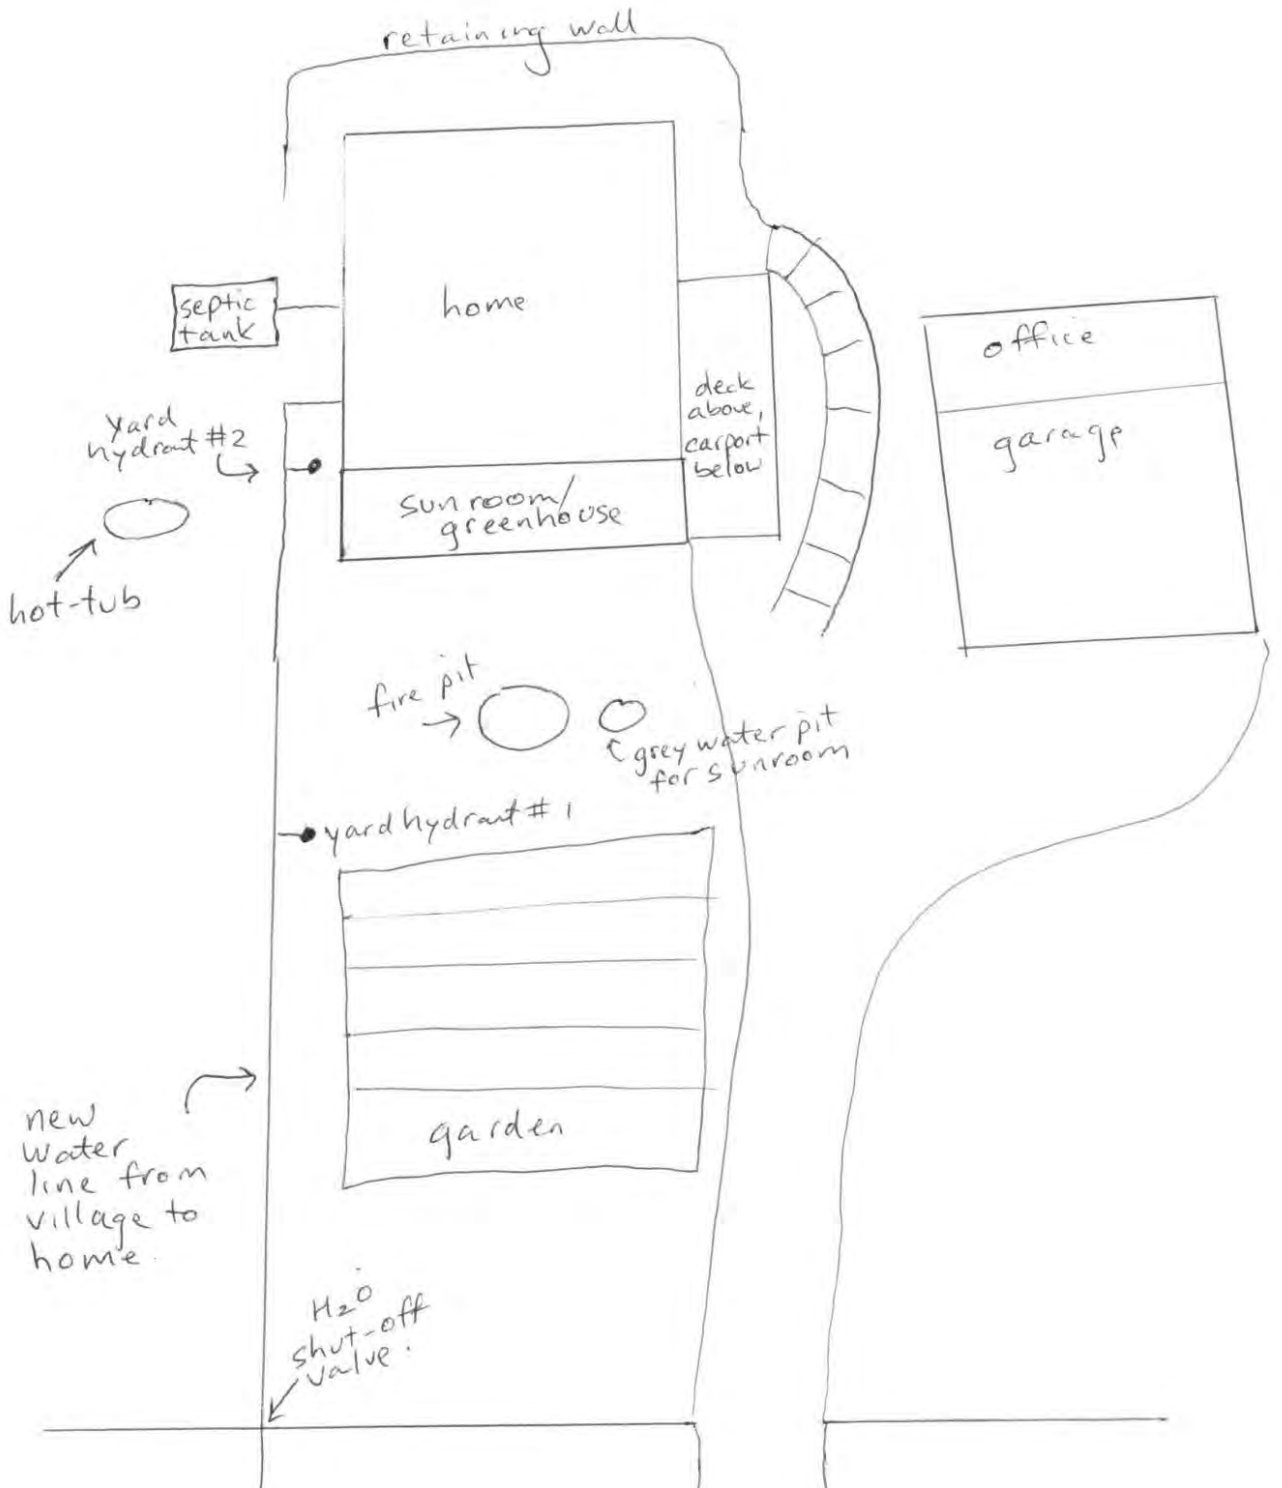 retaining wall
septic
tank
home
office
garage
deck
above,
carport
below
yard
hydrant #2
sunroom/
greenhouse
hot-tub
fire pit
grey water pit
for sunroom
yard hydrant #1
garden
new
water
line from
village to
home.
H2O
shut-off
valve.